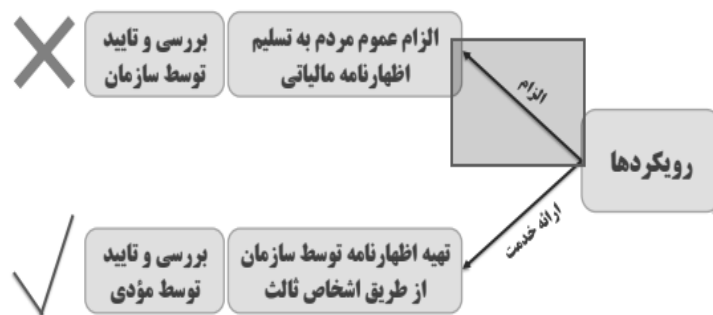 رویکردها
الزام
الزام عموم مردم به تسلیم
اظهارنامه مالیاتی
بررسی و تایید
توسط سازمان
ارائه خدمت
تهیه اظهارنامه توسط سازمان
از طریق اشخاص ثالث
بررسی و تایید
توسط مؤدی